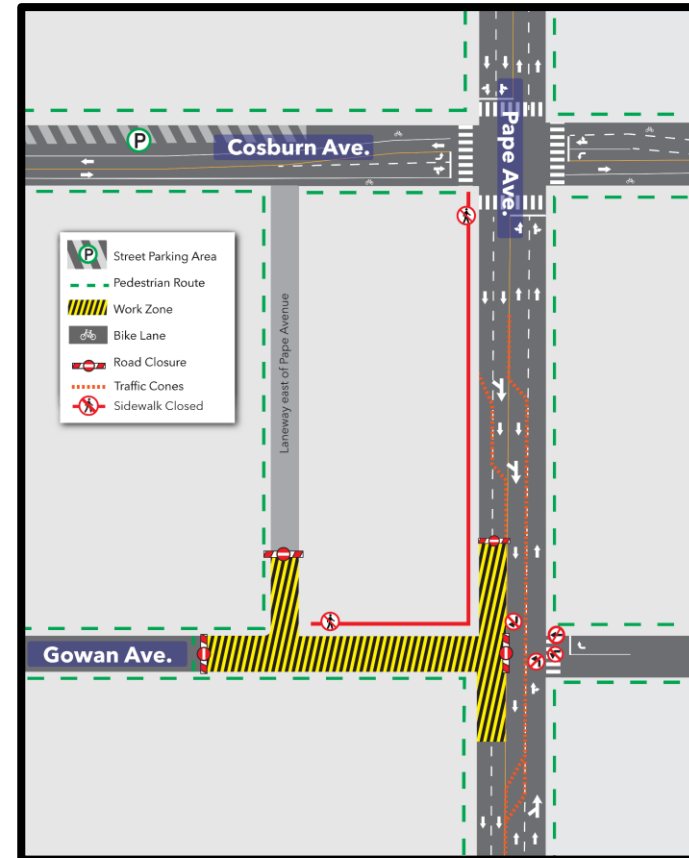 Cosburn Ave.
Pape Ave.
P
P
Street Parking Area
Pedestrian Route
Work Zone
Bike Lane
Road Closure
Traffic Cones
Sidewalk Closed
Laneway east of Pape Avenue
Gowan Ave.